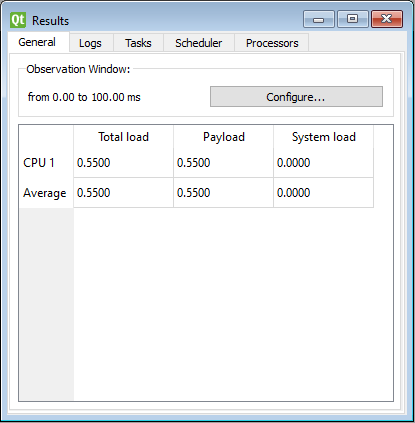 Qt Results
General Logs Tasks Scheduler Processors
Observation Window:
from 0.00 to 100.00 ms Configure...
Total load Payload System load
CPU 1 0.5500 0.5500 0.0000
Average 0.5500 0.5500 0.0000